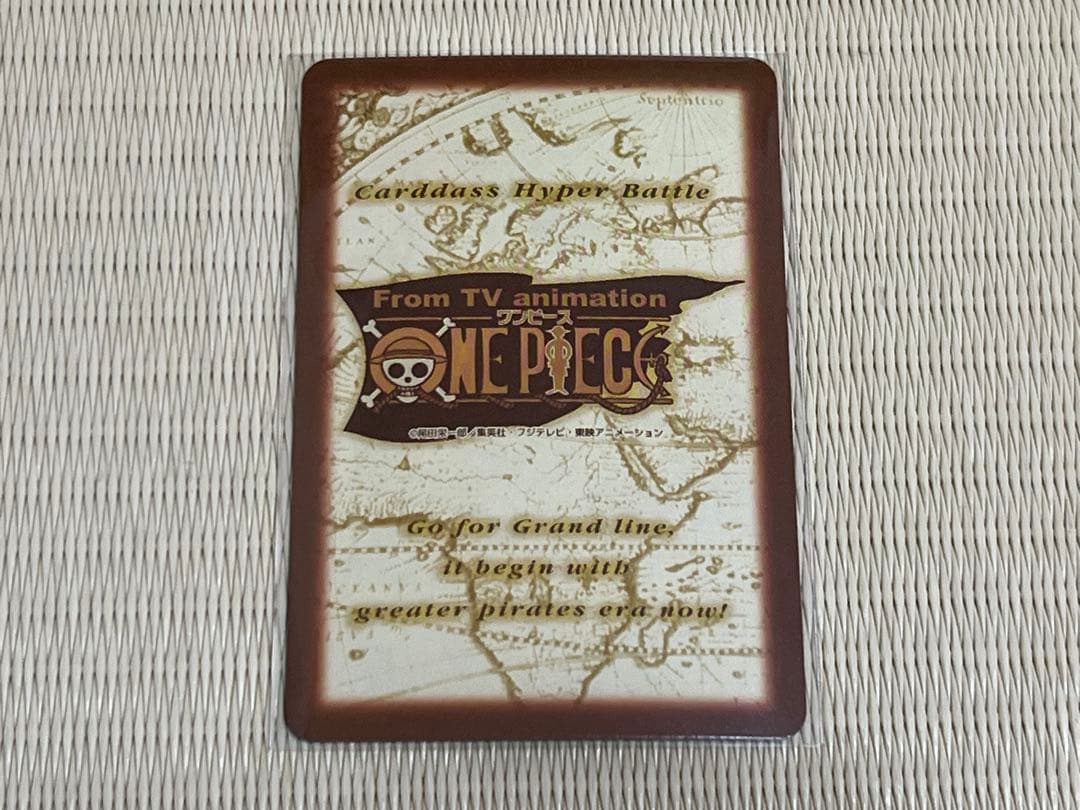 Septentrio
Carddass Hyper Battle
From TV animation
ワンピース
ONE PIECE
©尾田栄一郎/集英社・フジテレビ・東映アニメーション
Go for Grand line,
it begin with
greater pirates era now!